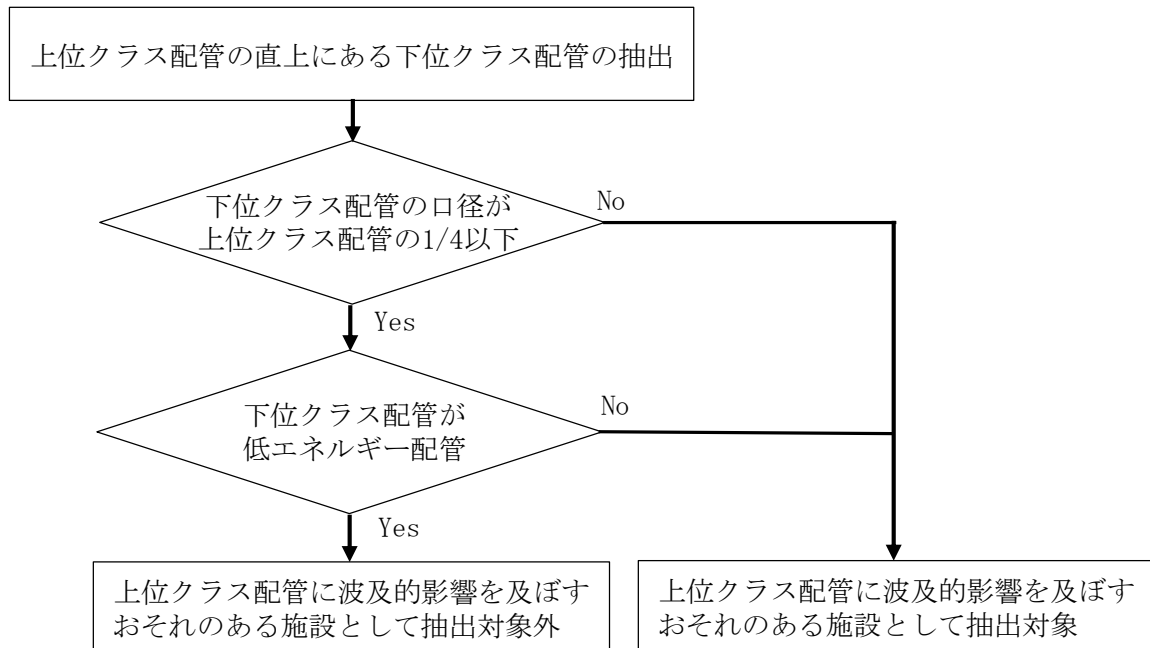 上位クラス配管の直上にある下位クラス配管の抽出
下位クラス配管の口径が
上位クラス配管の1/4以下
No
Yes
下位クラス配管が
低エネルギー配管
No
Yes
上位クラス配管に波及的影響を及ぼす
おそれのある施設として抽出対象外
上位クラス配管に波及的影響を及ぼす
おそれのある施設として抽出対象